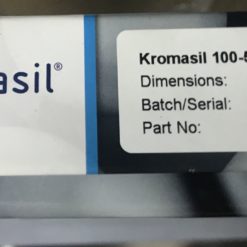 asil®
Kromasil 100-5
Dimensions:
Batch/Serial:
Part No: